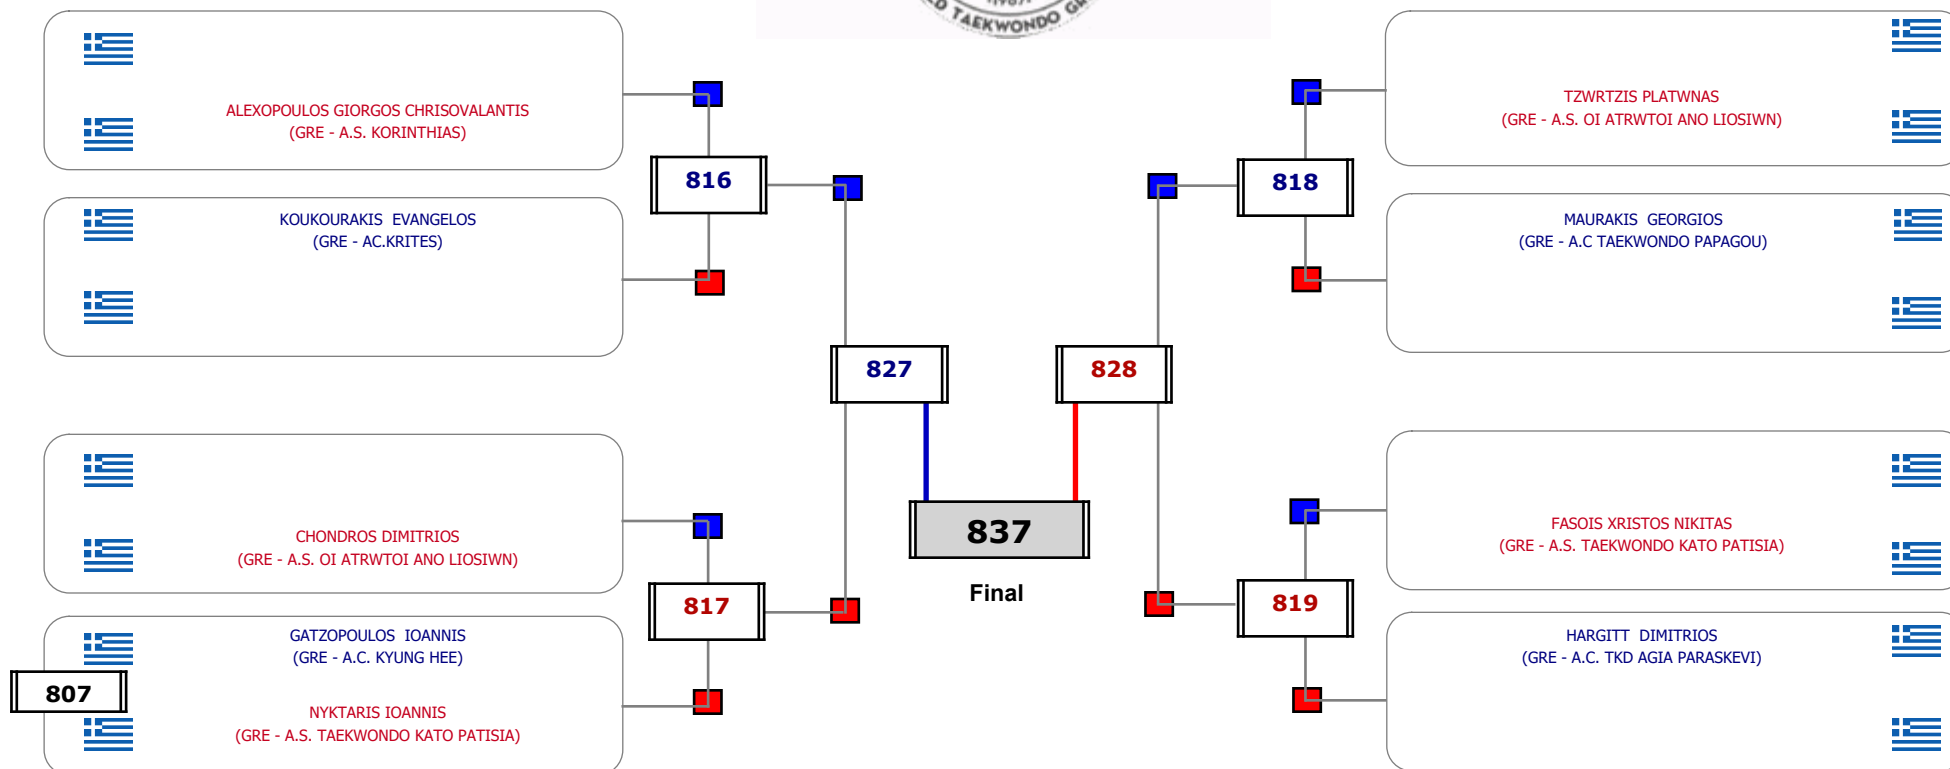 TAEKWONDO
ALEXOPOULOS GIORGOS CHRISOVALANTIS
(GRE - A.S. KORINTHIAS)
KOUKOURAKIS EVANGELOS
(GRE - AC.KRITES)
816
CHONDROS DIMITRIOS
(GRE - A.S. OI ATRWTOI ANO LIOSIWN)
GATZOPOULOS IOANNIS
(GRE - A.C. KYUNG HEE)
807
NYKTARIS IOANNIS
(GRE - A.S. TAEKWONDO KATO PATISIA)
817
827
828
837
Final
TZWRTZIS PLATWNAS
(GRE - A.S. OI ATRWTOI ANO LIOSIWN)
818
MAURAKIS GEORGIOS
(GRE - A.C TAEKWONDO PAPAGOU)
FASOIS XRISTOS NIKITAS
(GRE - A.S. TAEKWONDO KATO PATISIA)
819
HARGITT DIMITRIOS
(GRE - A.C. TKD AGIA PARASKEVI)